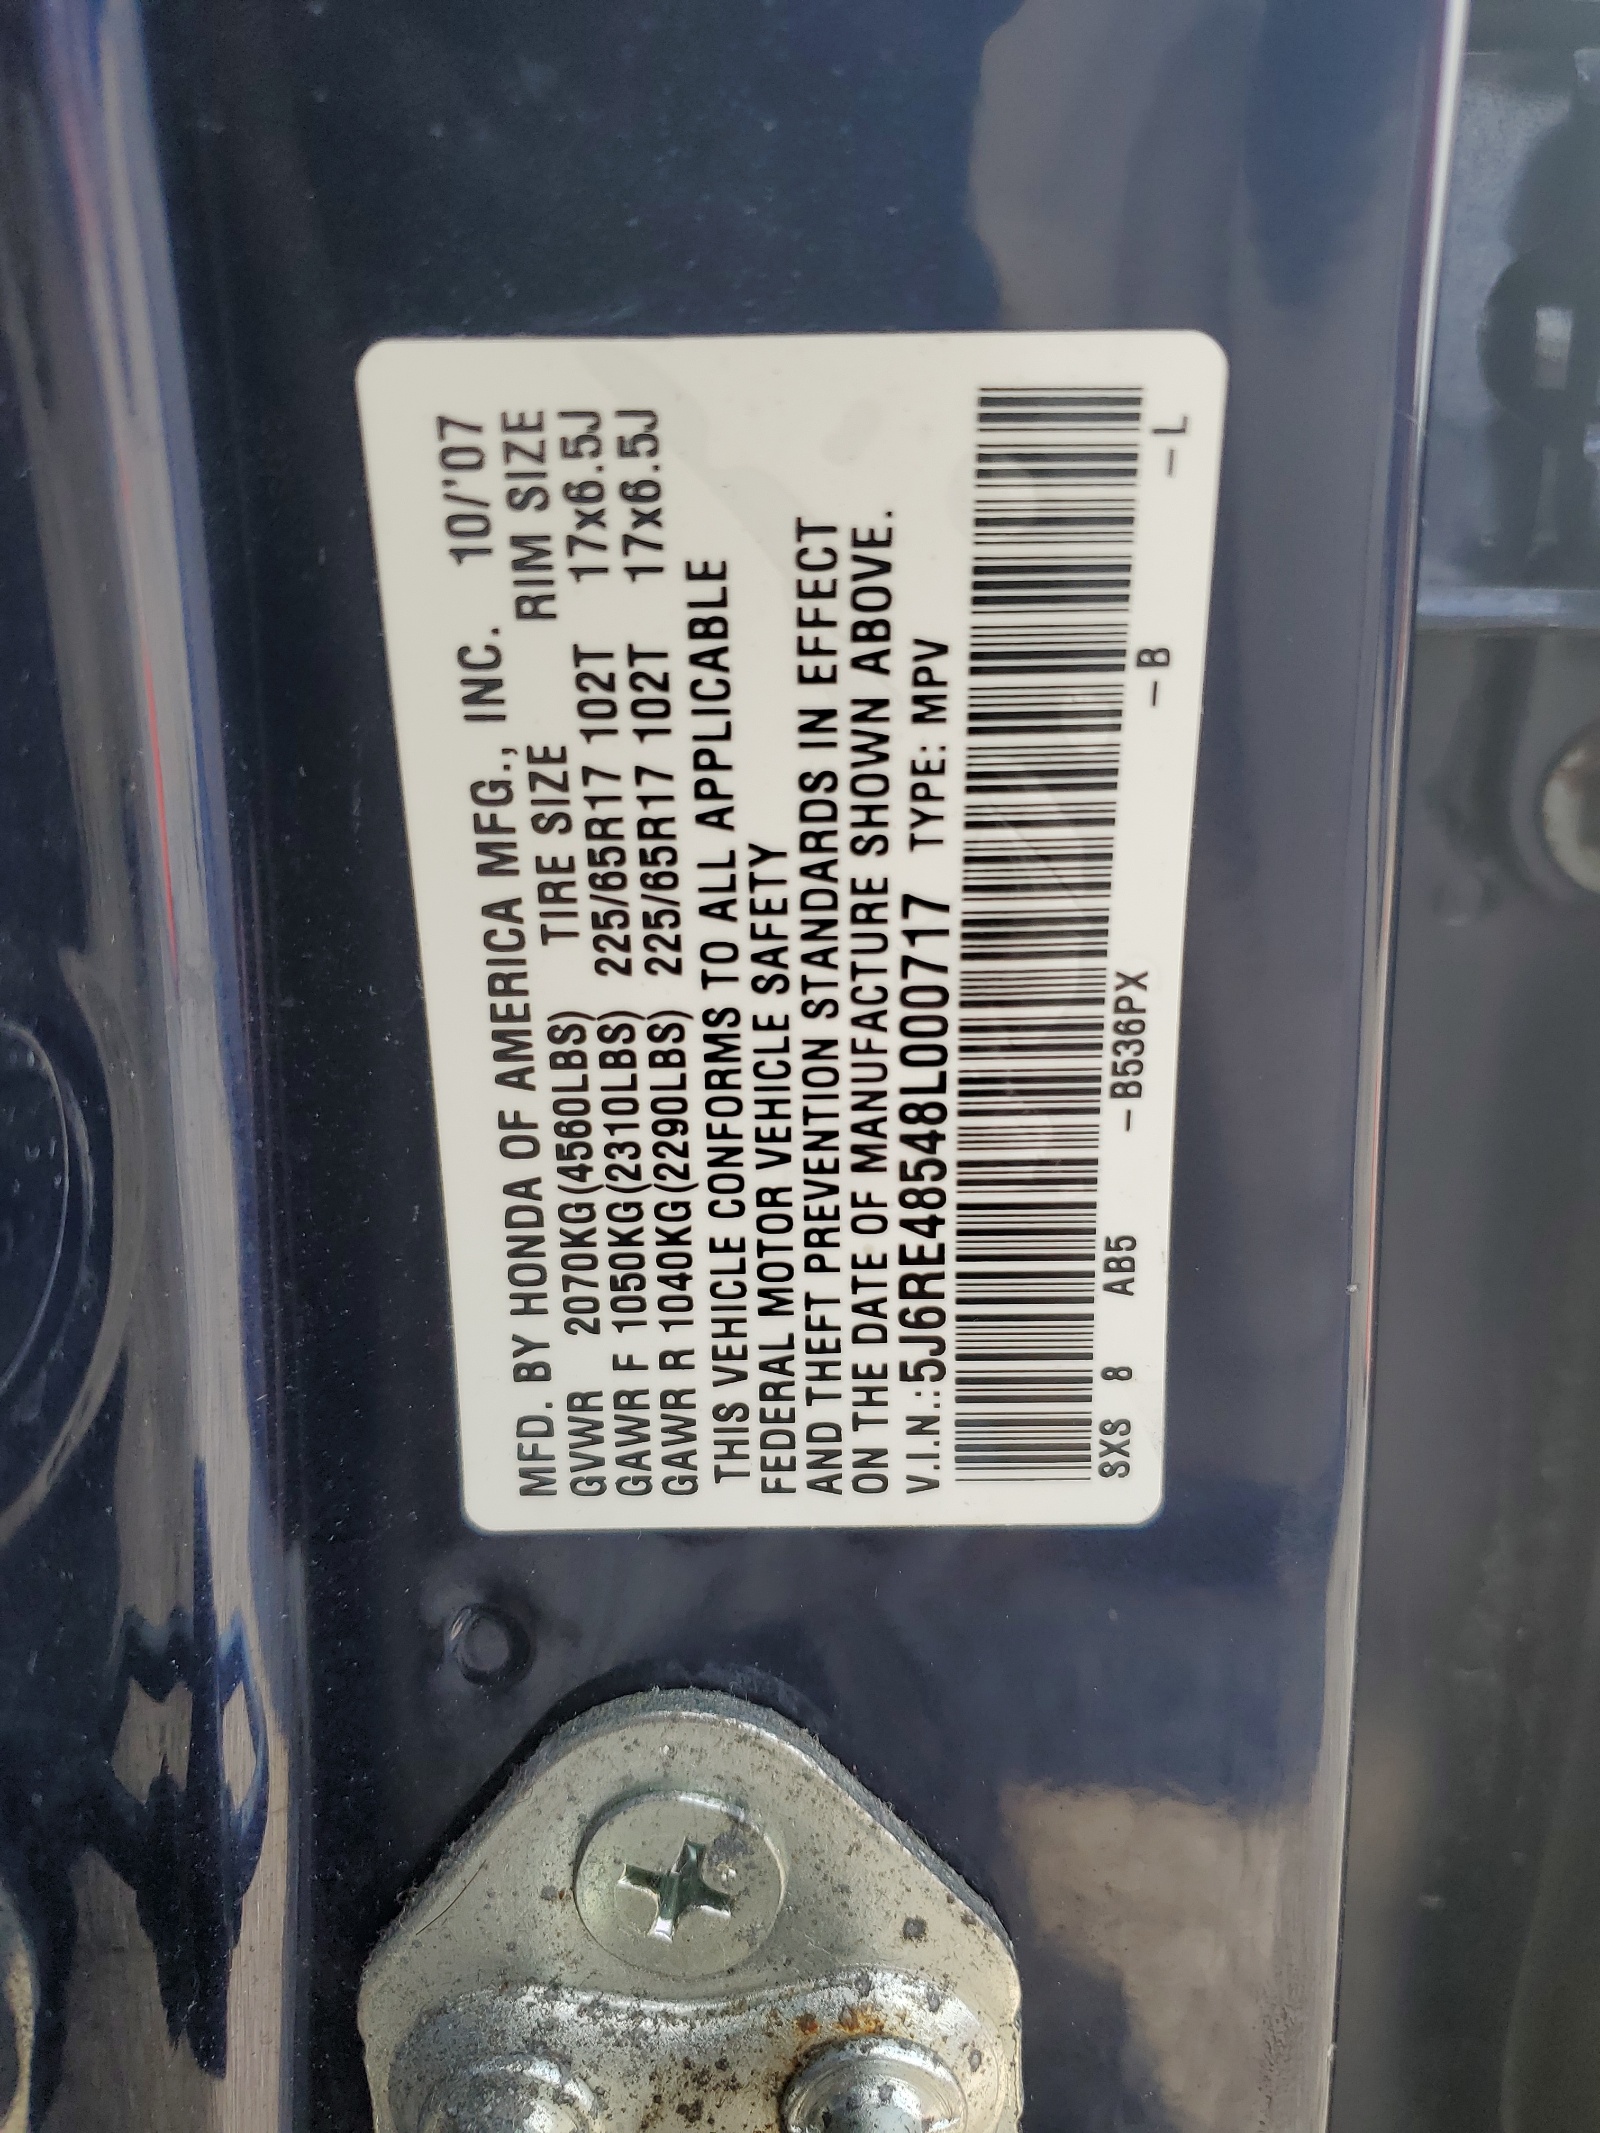 MFD. BY HONDA OF AMERICA MFG., INC. 10/'07
TIRE SIZE RIM SIZE
GVWR 2070KG(4560LBS) 225/65R17 102T 17x6.5J
GAWR F 1050KG(2310LBS) 225/65R17 102T 17x6.5J
GAWR R 1040KG(2290LBS)
THIS VEHICLE CONFORMS TO ALL APPLICABLE
FEDERAL MOTOR VEHICLE SAFETY
AND THEFT PREVENTION STANDARDS IN EFFECT
ON THE DATE OF MANUFACTURE SHOWN ABOVE.
V.I.N.:5J6RE48548L000717 TYPE: MPV
SXS 8 AB5 –B536PX –B –L